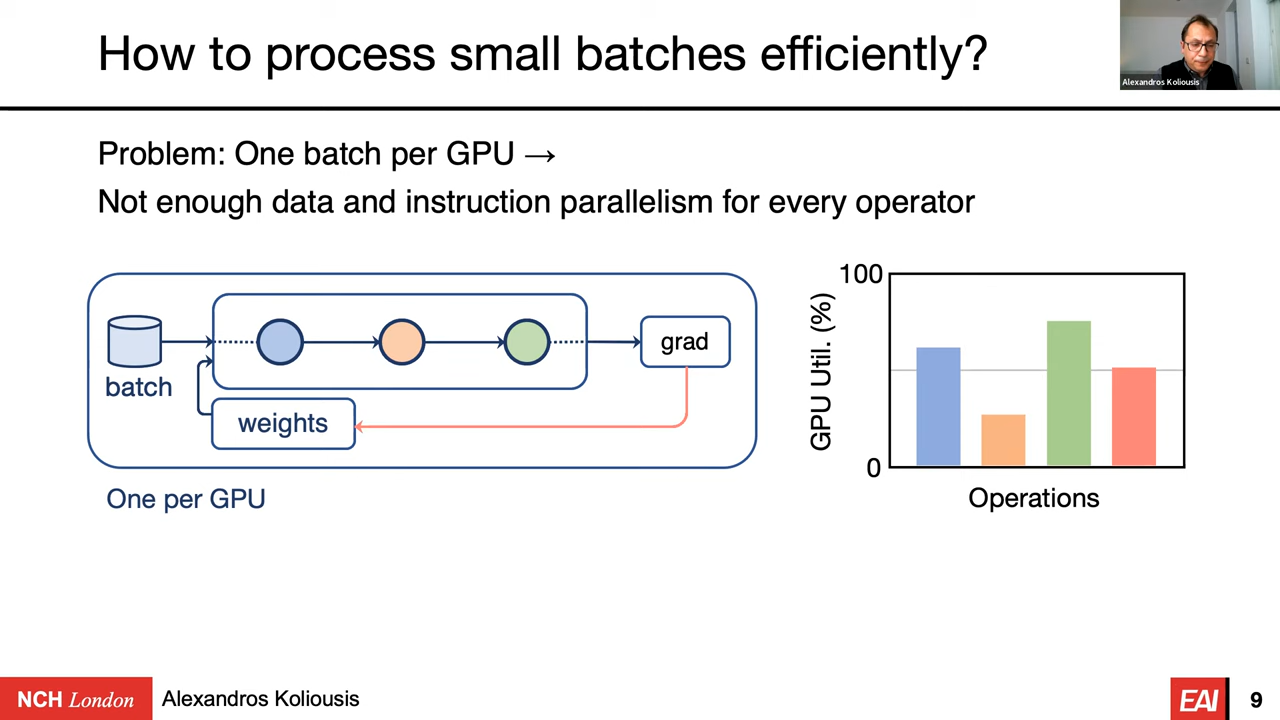 How to process small batches efficiently?
Alexandros Koliousis
Problem: One batch per GPU →
Not enough data and instruction parallelism for every operator
batch
grad
weights
One per GPU
100
GPU Util. (%)
0
Operations
NCH London
Alexandros Koliousis
EAI
9